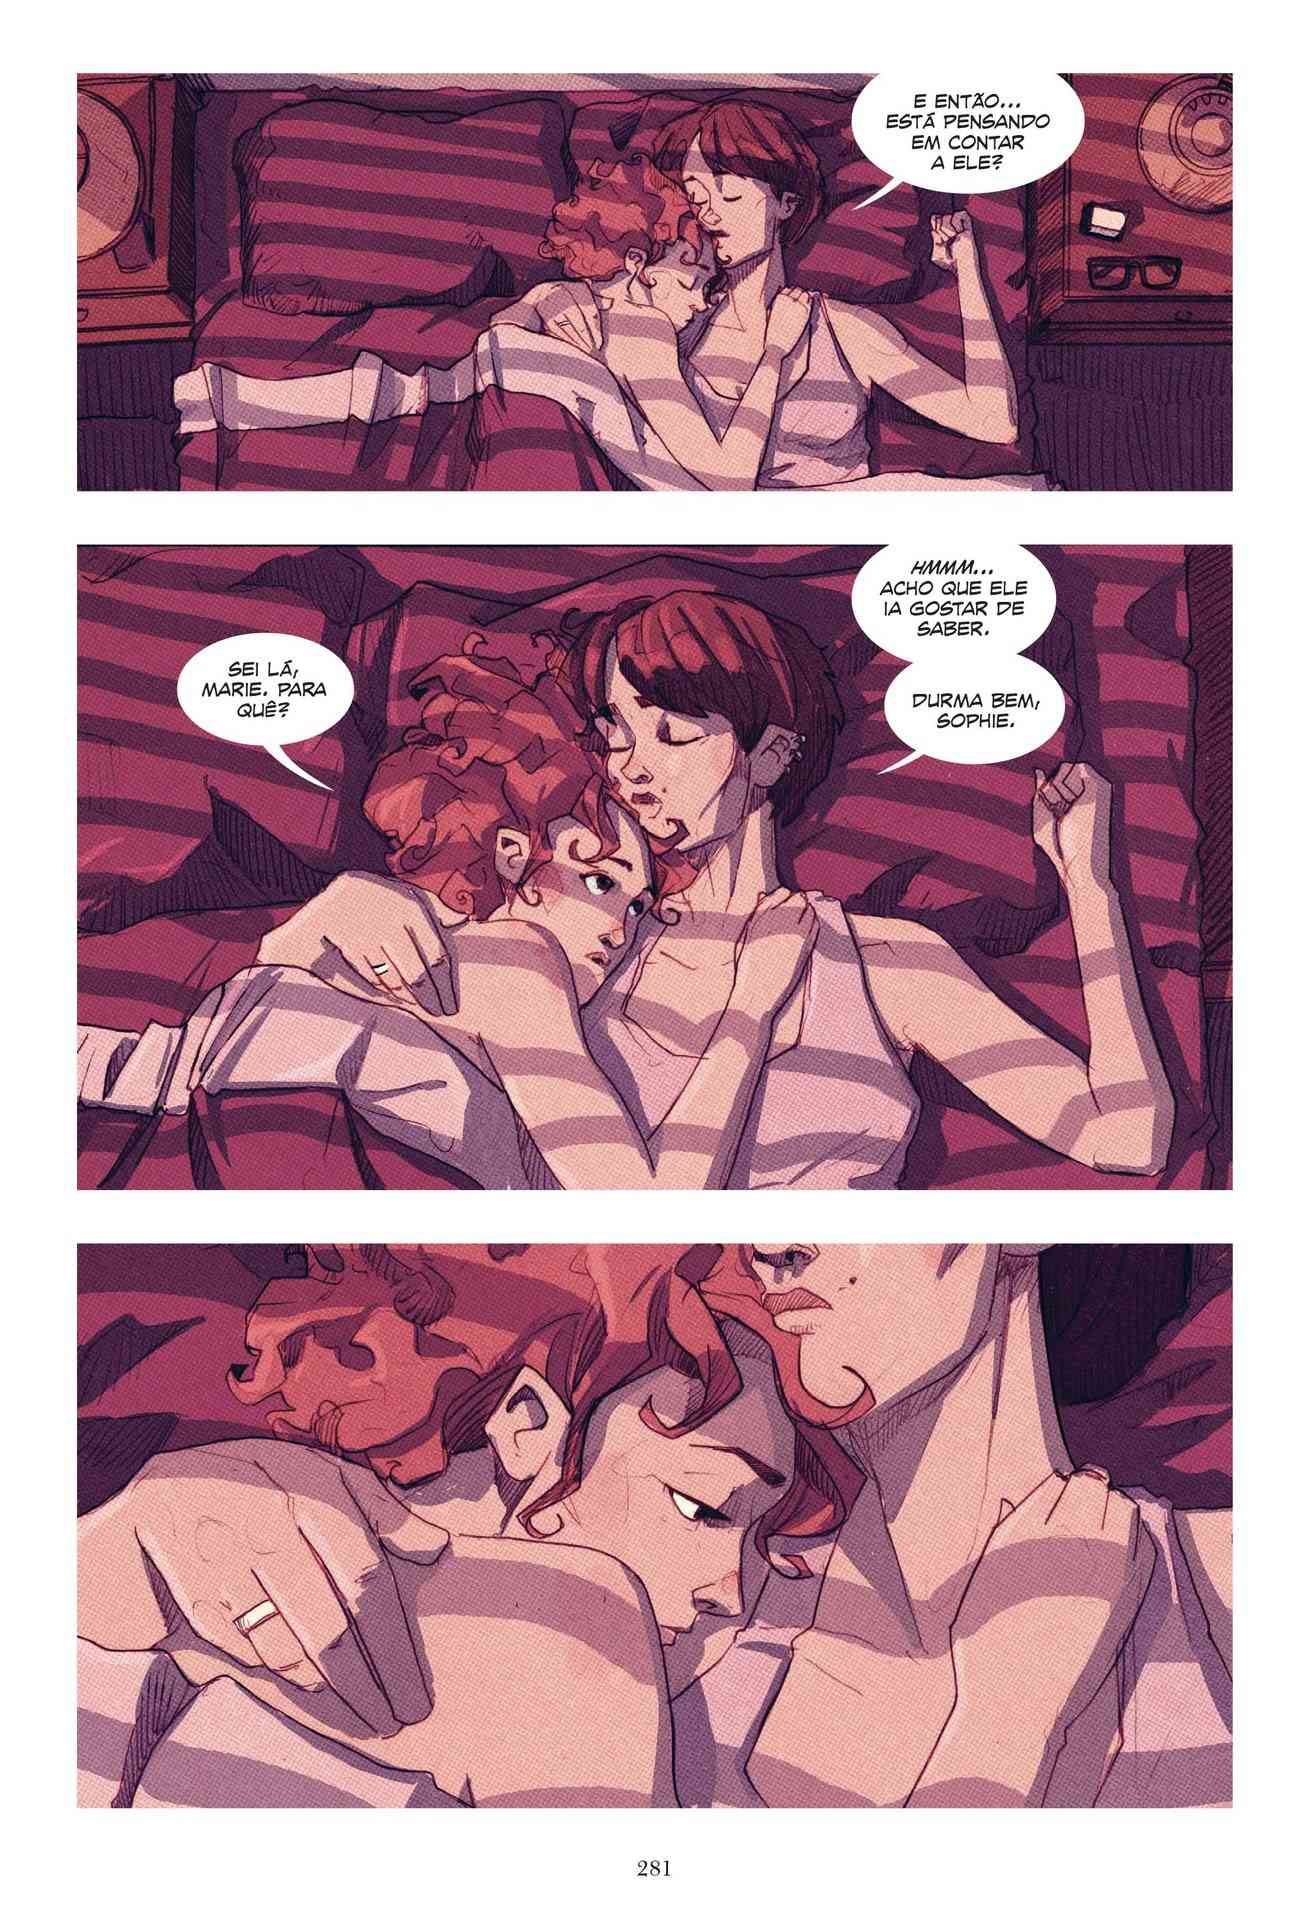 E ENTÃO...
ESTÁ PENSANDO
EM CONTAR
A ELE?
SEI LÁ,
MARIE. PARA
QUÊ?
HMMM...
ACHO QUE ELE
IA GOSTAR DE
SABER.
DURMA BEM,
SOPHIE.
281